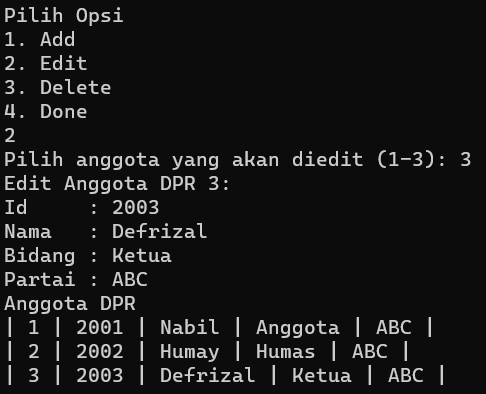 Pilih Opsi
1. Add
2. Edit
3. Delete
4. Done
2
Pilih anggota yang akan diedit (1-3): 3
Edit Anggota DPR 3:
Id     : 2003
Nama   : Defrizal
Bidang : Ketua
Partai : ABC
Anggota DPR
| 1 | 2001 | Nabil | Anggota | ABC |
| 2 | 2002 | Humay | Humas | ABC |
| 3 | 2003 | Defrizal | Ketua | ABC |